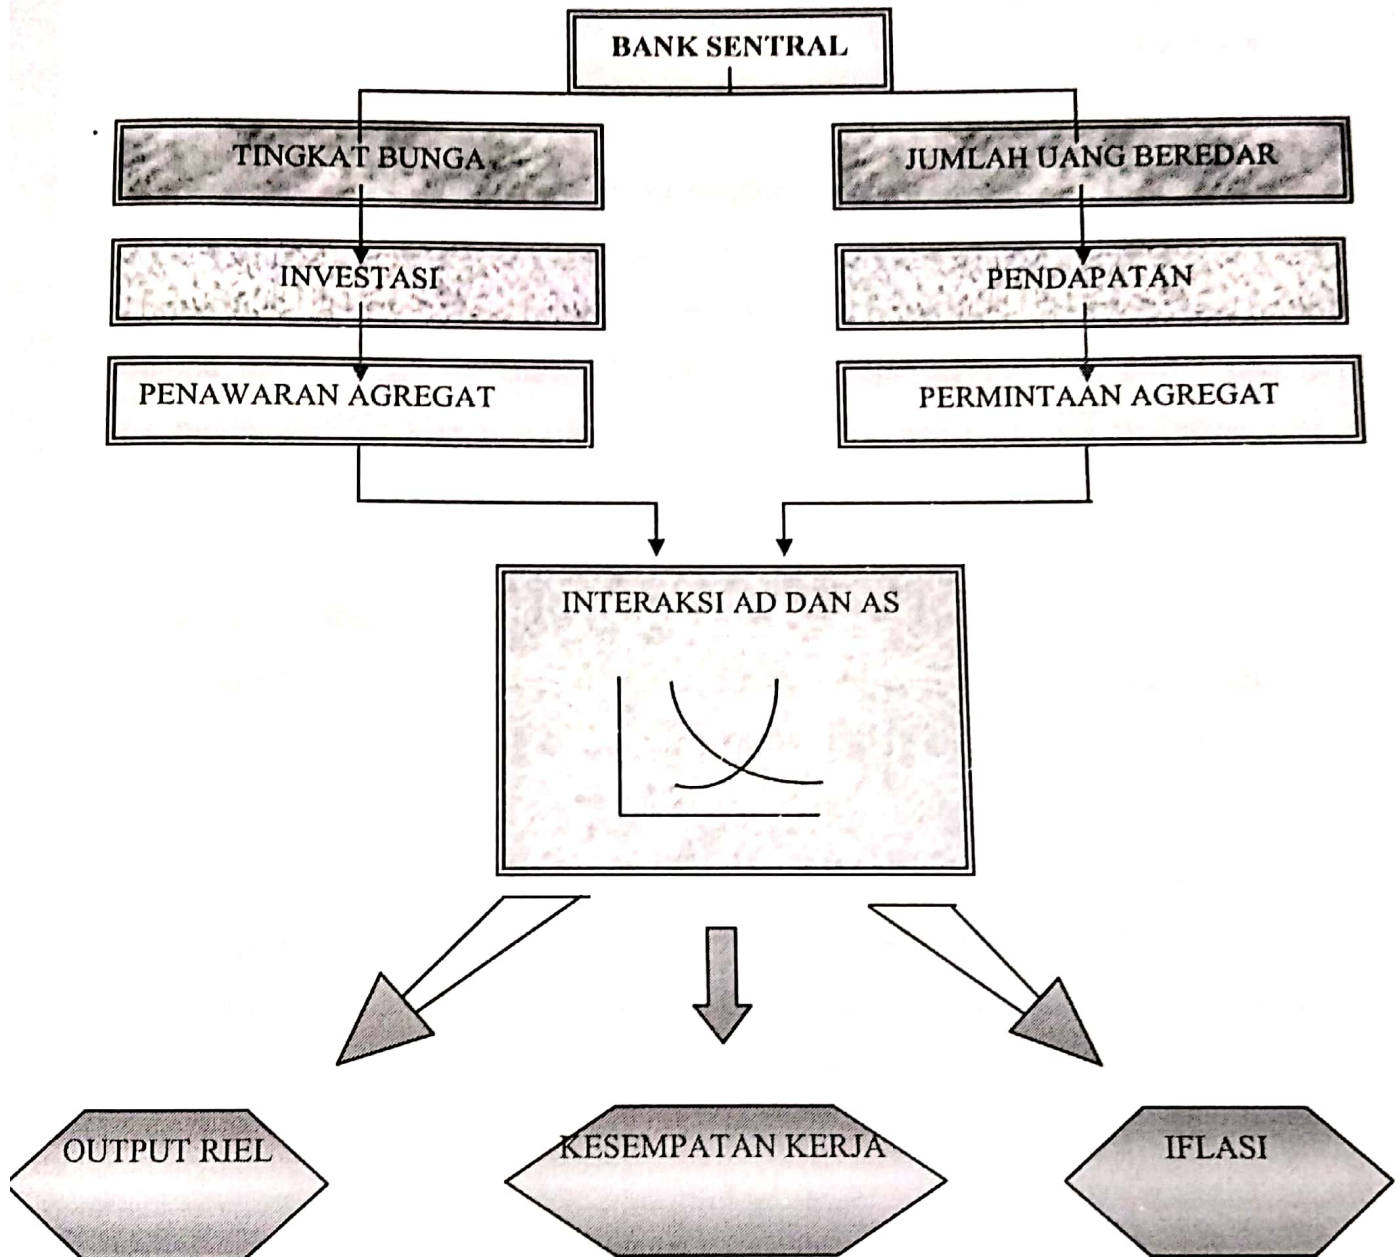 BANK SENTRAL
TINGKAT BUNGA
JUMLAH UANG BEREDAR
INVESTASI
PENDAPATAN
PENAWARAN AGREGAT
PERMINTAAN AGREGAT
INTERAKSI AD DAN AS
OUTPUT RIEL
KESEMPATAN KERJA
IFLASI